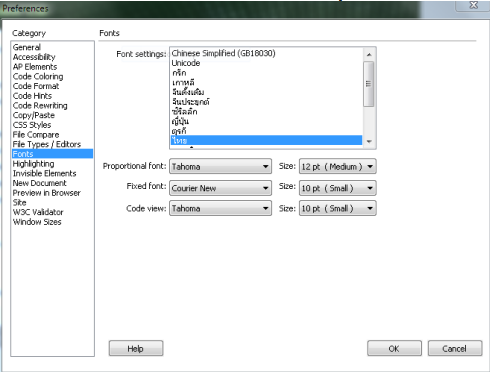 Preferences
Category
Fonts
General
Accessibility
AP Elements
Code Coloring
Code Format
Code Hints
Code Rewriting
Copy/Paste
CSS Styles
File Compare
File Types / Editors
Fonts
Highlighting
Invisible Elements
New Document
Preview in Browser
Site
W3C Validator
Window Sizes
Font settings:
Chinese Simplified (GB18030)
Unicode
กรีก
เกาหลี
จีนดั้งเดิม
จีนประยุกต์
ซีริลลิก
ญี่ปุ่น
ตุรกี
ไทย
Proportional font: Tahoma Size: 12 pt ( Medium )
Fixed font: Courier New Size: 10 pt ( Small )
Code view: Tahoma Size: 10 pt ( Small )
Help OK Cancel